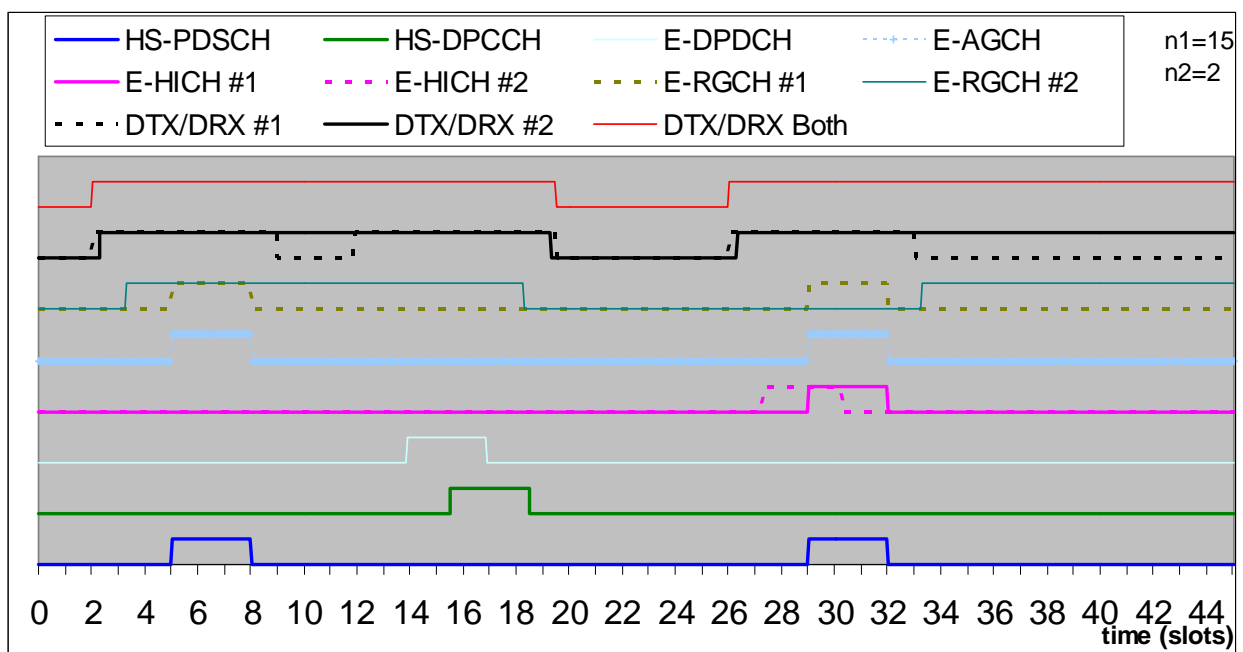 HS-PDSCH HS-DPCCH E-DPDCH E-AGCH n1=15
E-HICH #1 E-HICH #2 E-RGCH #1 E-RGCH #2 n2=2
DTX/DRX #1 DTX/DRX #2 DTX/DRX Both
0 2 4 6 8 10 12 14 16 18 20 22 24 26 28 30 32 34 36 38 40 42 44
time (slots)